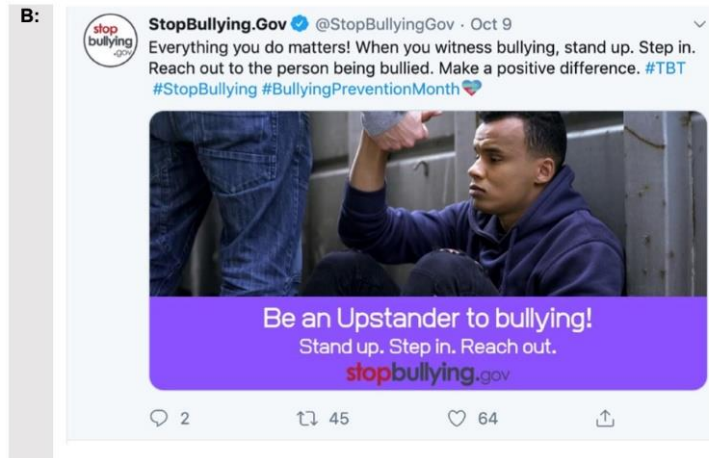 B:
stop
bullying
.gov
StopBullying.Gov @StopBullyingGov · Oct 9
Everything you do matters! When you witness bullying, stand up. Step in.
Reach out to the person being bullied. Make a positive difference. #TBT
#StopBullying #BullyingPreventionMonth
Be an Upstander to bullying!
Stand up. Step in. Reach out.
stopbullying.gov
2 45 64